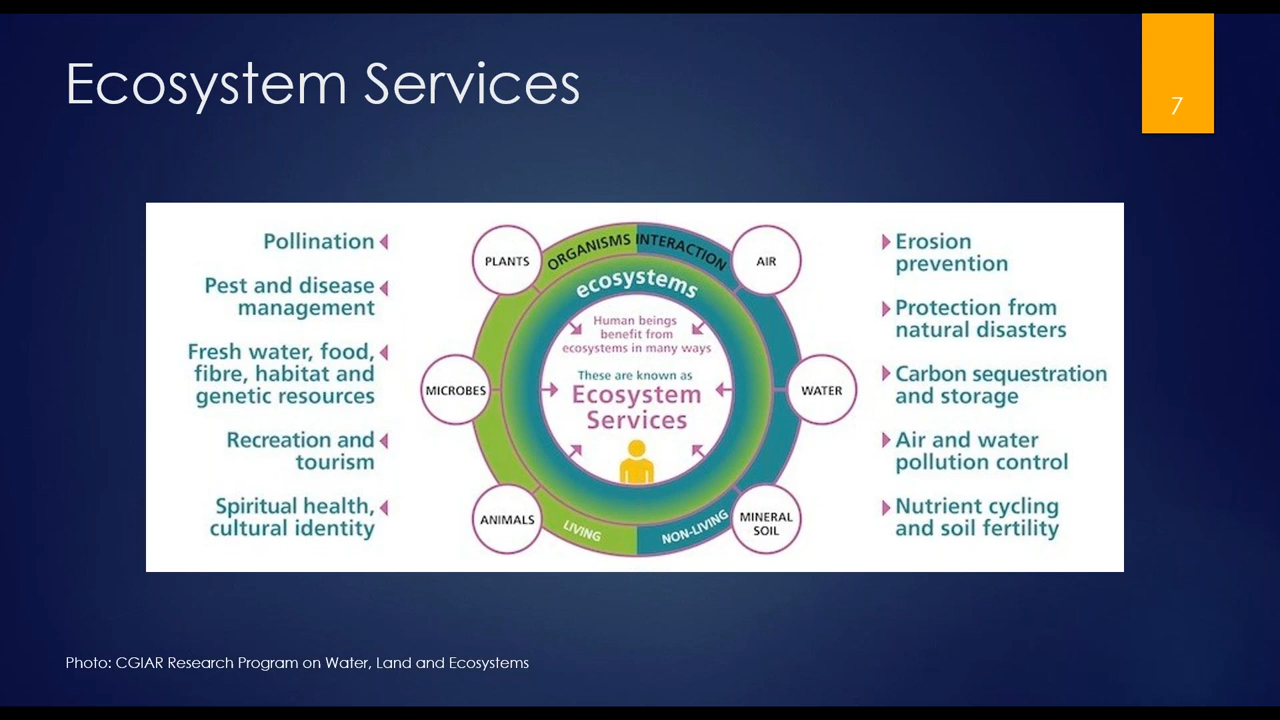 Ecosystem Services
7
Pollination
Pest and disease
management
Fresh water, food,
fibre, habitat and
genetic resources
Recreation and
tourism
Spiritual health,
cultural identity
PLANTS
MICROBES
ANIMALS
ORGANISMS
INTERACTION
ecosystems
Human beings
benefit from
ecosystems in many ways
These are known as
Ecosystem
Services
LIVING
NON-LIVING
AIR
WATER
MINERAL
SOIL
Erosion
prevention
Protection from
natural disasters
Carbon sequestration
and storage
Air and water
pollution control
Nutrient cycling
and soil fertility
Photo: CGIAR Research Program on Water, Land and Ecosystems